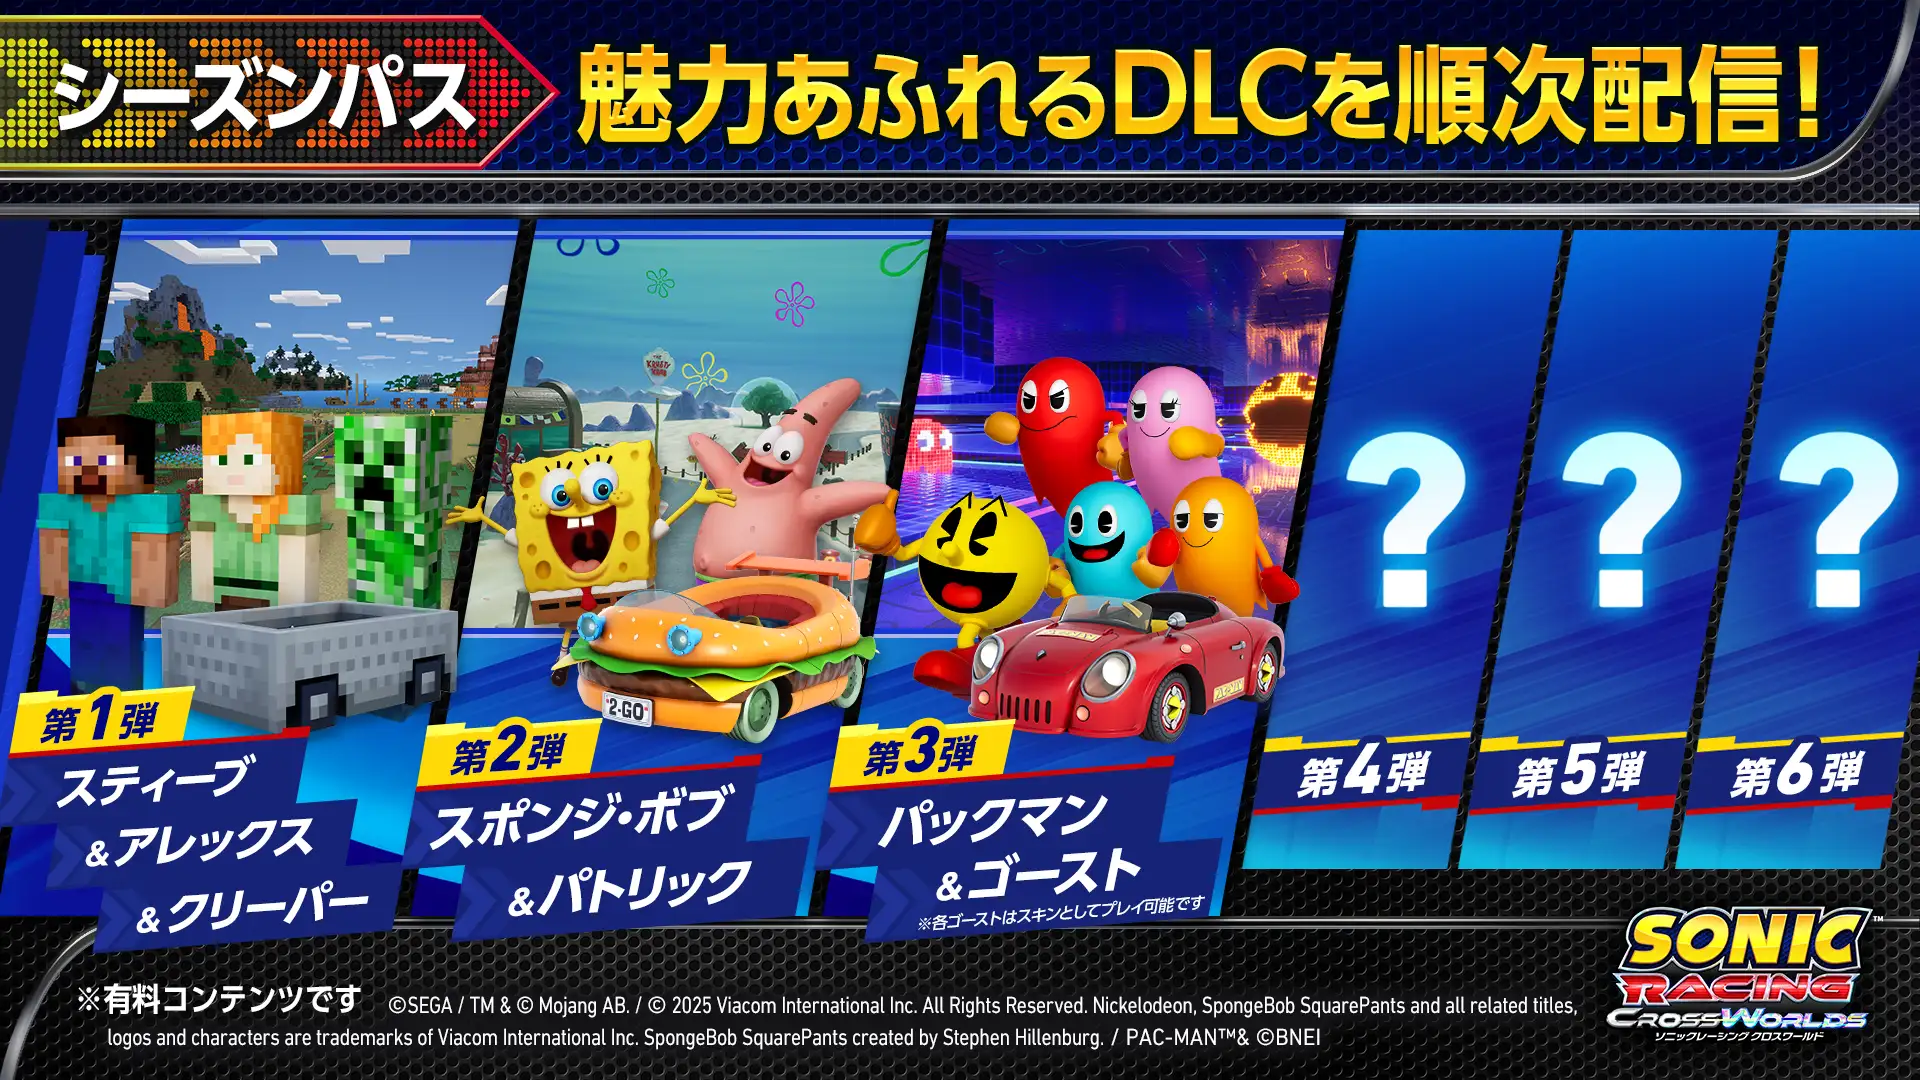 シーズンパス
魅力あふれるDLCを順次配信!
THE KRUSTY KRAB
2-GO
PAC-MAN
第1弾
スティーブ
&アレックス
&クリーパー
第2弾
スポンジ・ボブ
&パトリック
第3弾
パックマン
&ゴースト
※各ゴーストはスキンとしてプレイ可能です
?
第4弾
?
第5弾
?
第6弾
SONIC
RACING
CROSSWORLDS
ソニックレーシング クロスワールド
TM
※有料コンテンツです
©SEGA / TM & © Mojang AB. / © 2025 Viacom International Inc. All Rights Reserved. Nickelodeon, SpongeBob SquarePants and all related titles,
logos and characters are trademarks of Viacom International Inc. SpongeBob SquarePants created by Stephen Hillenburg. / PAC-MAN™& ©BNEI